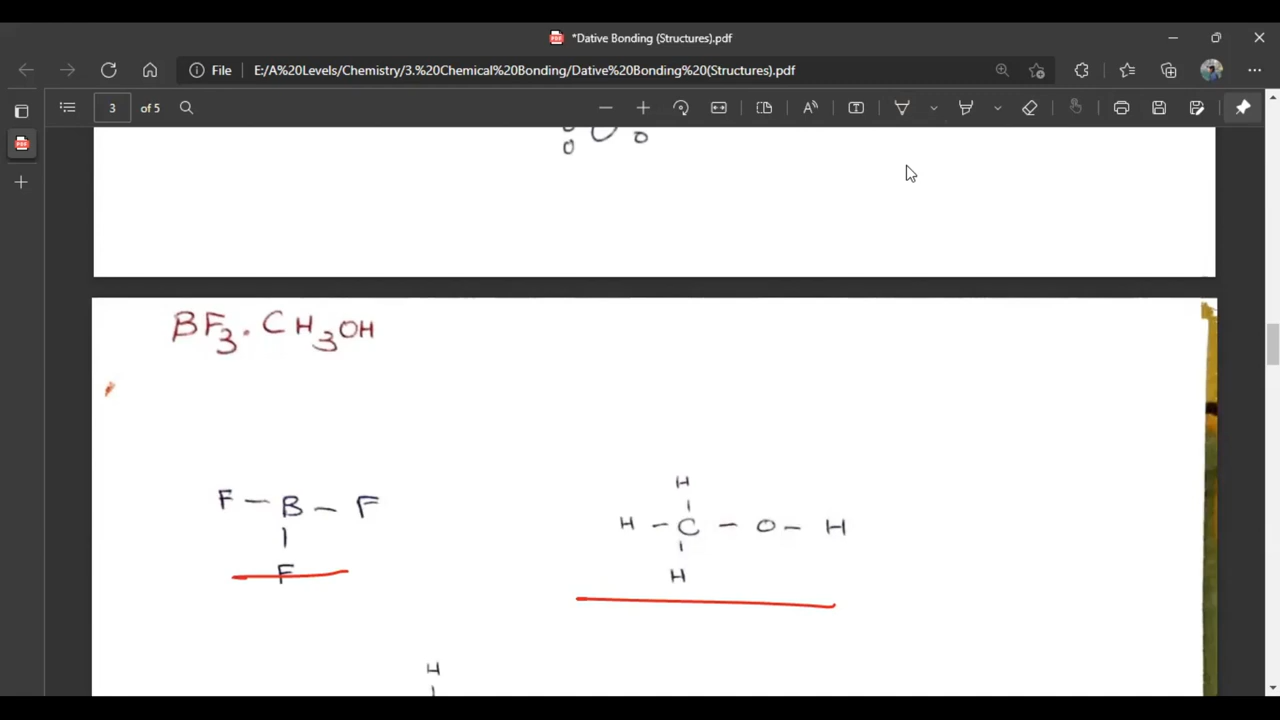 *Dative Bonding (Structures).pdf
File E:/A%20Levels/Chemistry/3.%20Chemical%20Bonding/Dative%20Bonding%20(Structures).pdf
3 of 5
BF3.CH3OH
H
F - B - F
H - C - O - H
F
H
H